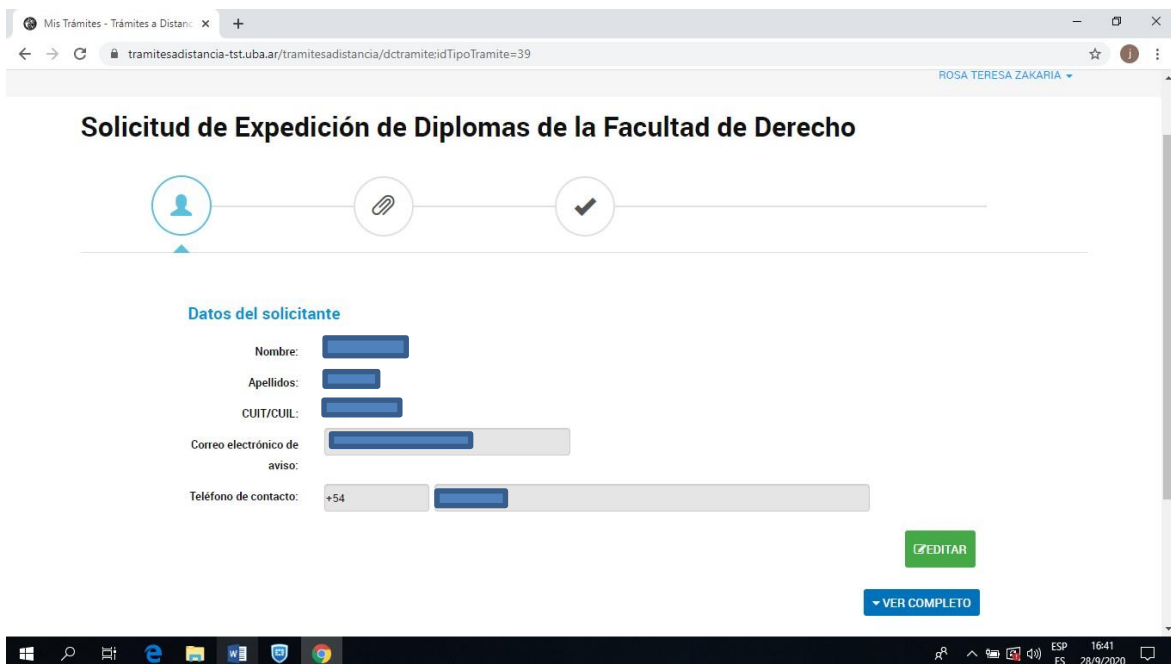 Mis Trámites - Trámites a Distanc
tramitesadistancia-tst.uba.ar/tramitesadistancia/dctramite;idTipoTramite=39
j
ROSA TERESA ZAKARIA
Solicitud de Expedición de Diplomas de la Facultad de Derecho
Datos del solicitante
Nombre:
Apellidos:
CUIT/CUIL:
Correo electrónico de
aviso:
Teléfono de contacto: +54
EDITAR
VER COMPLETO
ESP 16:41
ES 28/9/2020